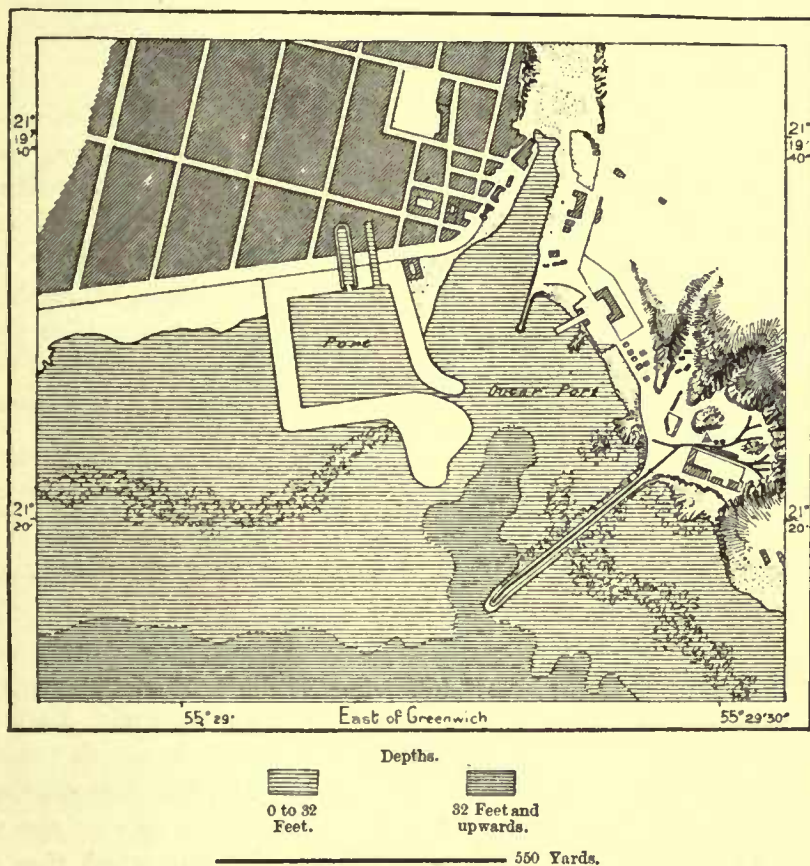 21°
19'
40"
21°
19'
40"
Port
Outer Port
21°
20'
21°
20'
55° 29' East of Greenwich 55° 29' 30"
Depths.
0 to 32
Feet.
32 Feet and
upwards.
550 Yards.